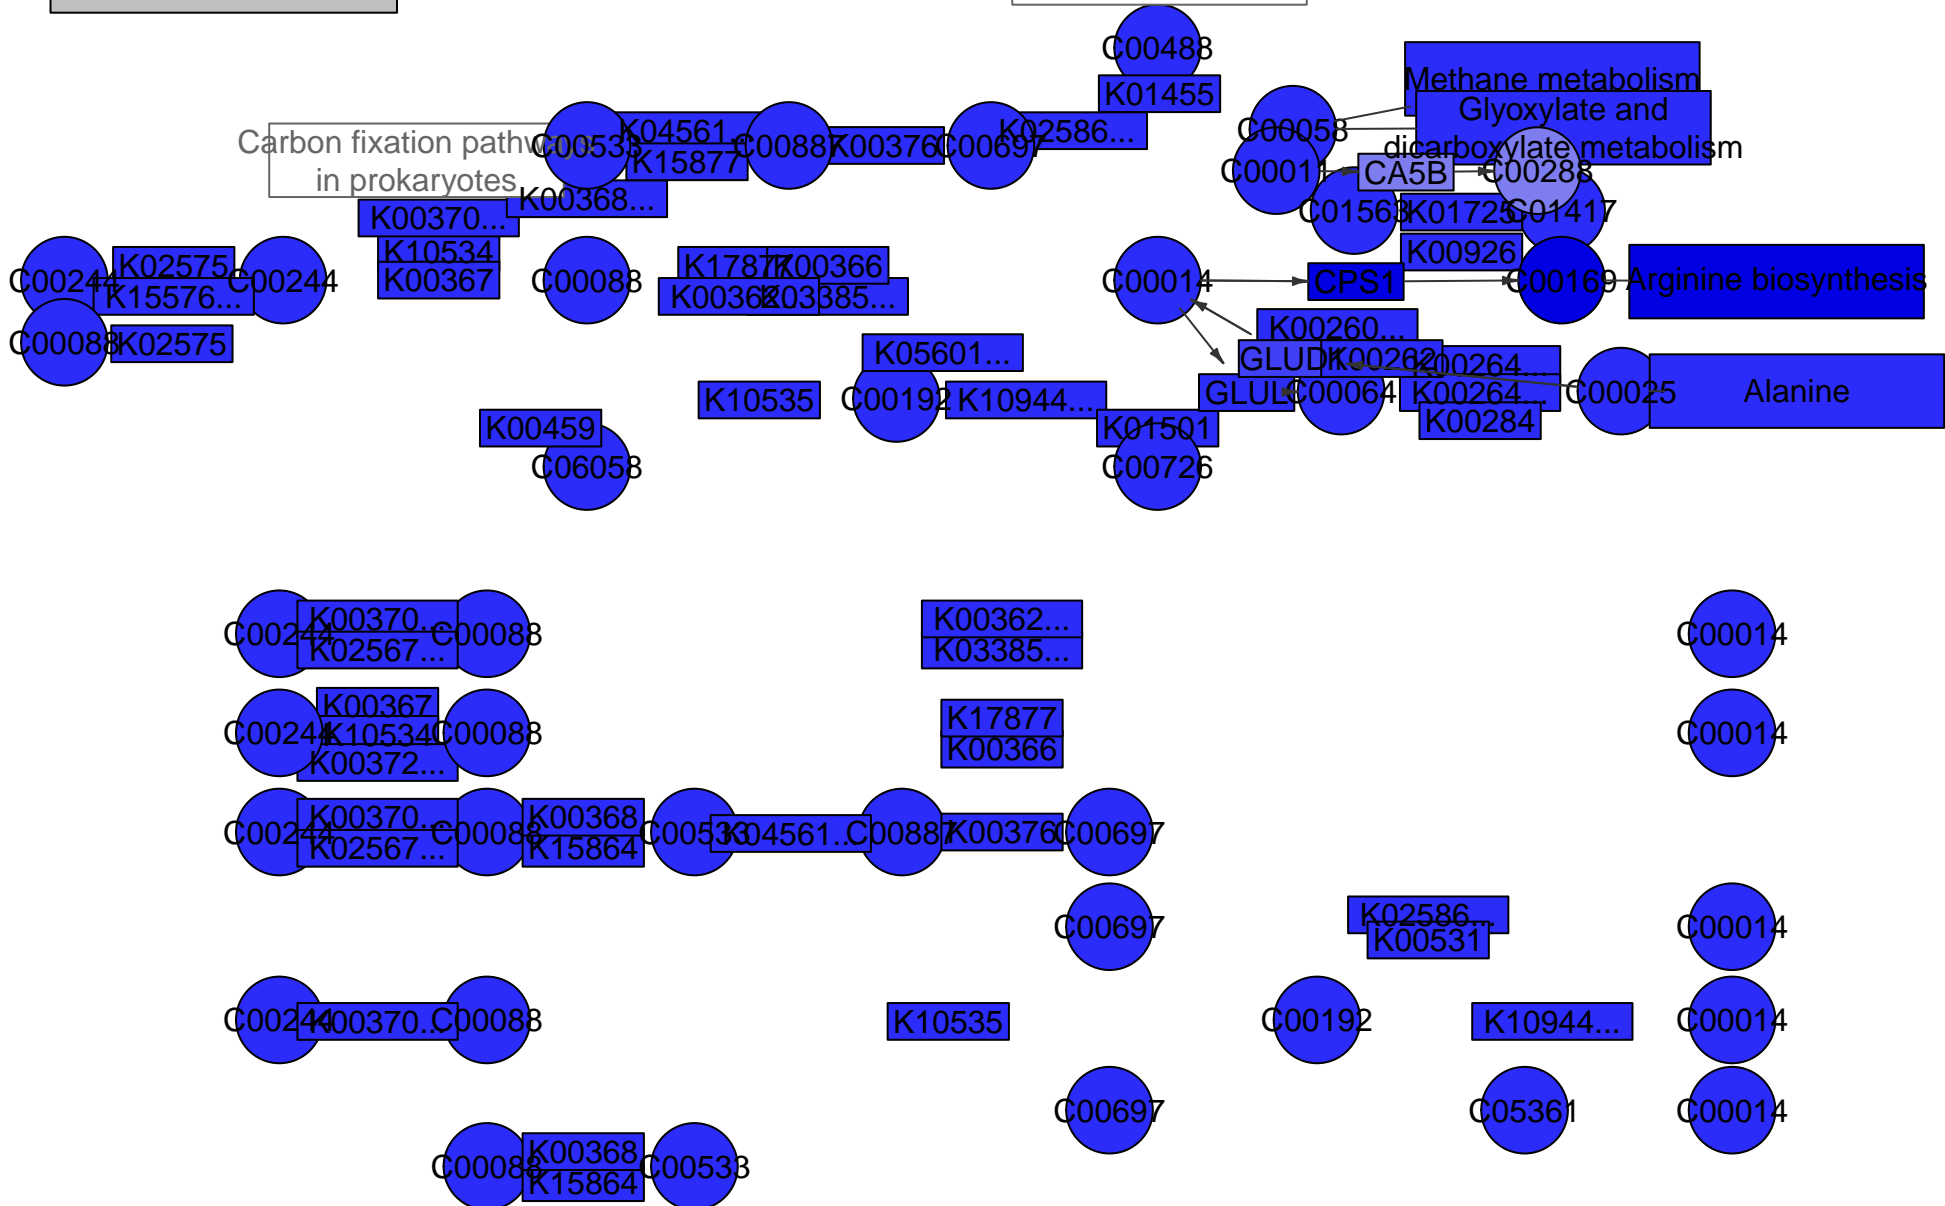 C00488
K01455
Methane metabolism
Glyoxylate and
dicarboxylate metabolism
C00058
Carbon fixation pathways
in prokaryotes
C00533
K04561...
K15877
C00887
K00376
C00697
K02586...
C00011
CA5B
C00288
C01563
K01725
C01417
K00368...
K00370...
K10534
K00367
K00926
C00244
K02575
K15576...
C00244
C00088
K17877
K00366
K00362...
K03385...
C00014
CPS1
C00169
Arginine biosynthesis
C00088
K02575
K05601...
K00260...
GLUD1
K00262
K00264...
K10535
C00192
K10944...
GLUL
C00064
K00264...
C00025
Alanine
K00284
K00459
K01501
C06058
C00726
C00244
K00370...
K02567...
C00088
K00362...
K03385...
C00014
K00367
C00244
K10534
C00088
K00372...
K17877
K00366
C00014
C00244
K00370...
K02567...
C00088
K00368
K15864
C00533
K04561...
C00887
K00376
C00697
C00697
K02586...
K00531
C00014
C00244
K00370...
C00088
K10535
C00192
K10944...
C00014
C00697
C05361
C00014
C00088
K00368
K15864
C00533